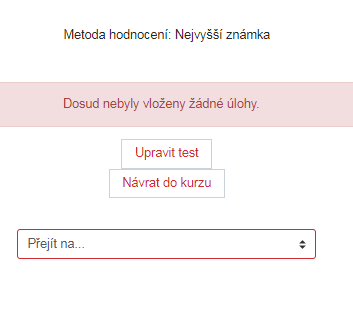 Metoda hodnocení: Nejvyšší známka
Dosud nebyly vloženy žádné úlohy.
Upravit test
Návrat do kurzu
Přejít na...